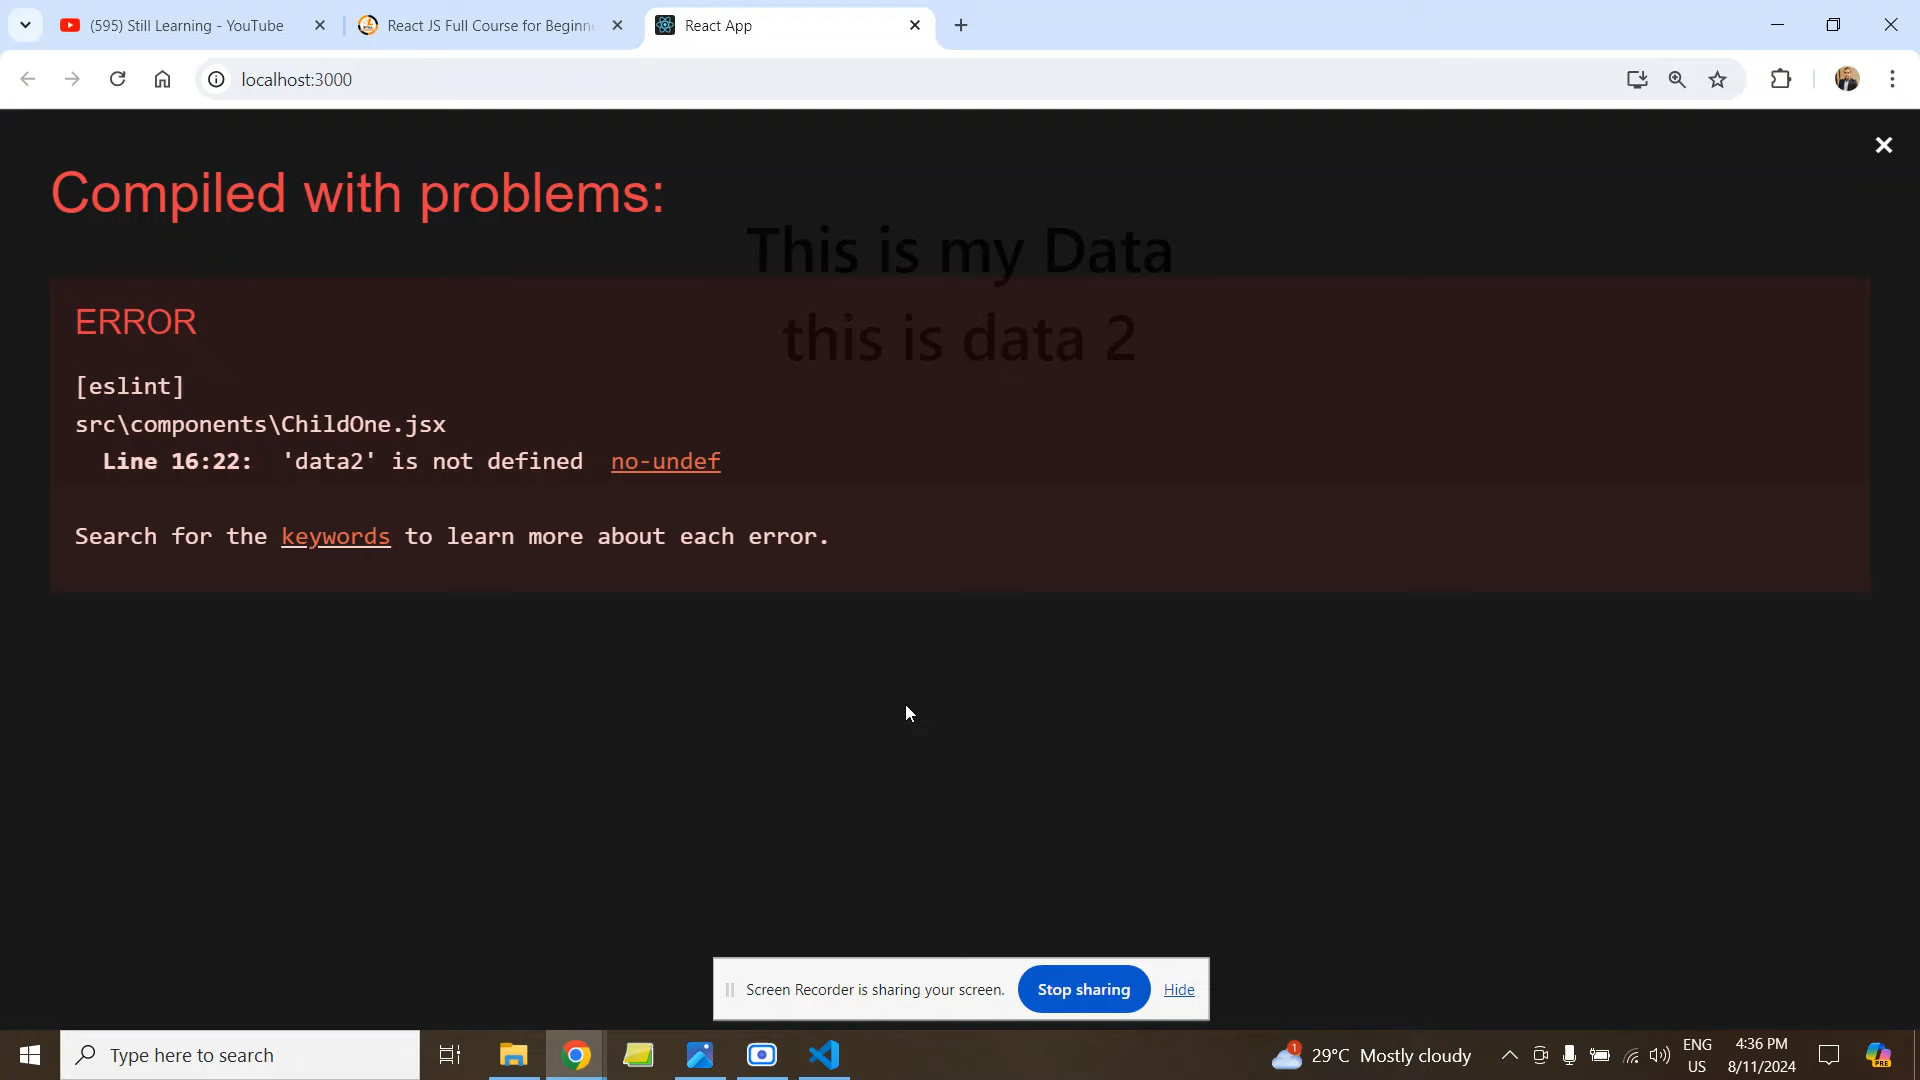 (595) Still Learning - YouTube
React JS Full Course for Beginn
React App
localhost:3000
Compiled with problems:
This is my Data
this is data 2
ERROR
[eslint]
src\components\ChildOne.jsx
Line 16:22: 'data2' is not defined no-undef
Search for the keywords to learn more about each error.
Screen Recorder is sharing your screen.
Stop sharing
Hide
Type here to search
1
29°C Mostly cloudy
ENG
US
4:36 PM
8/11/2024
PRE